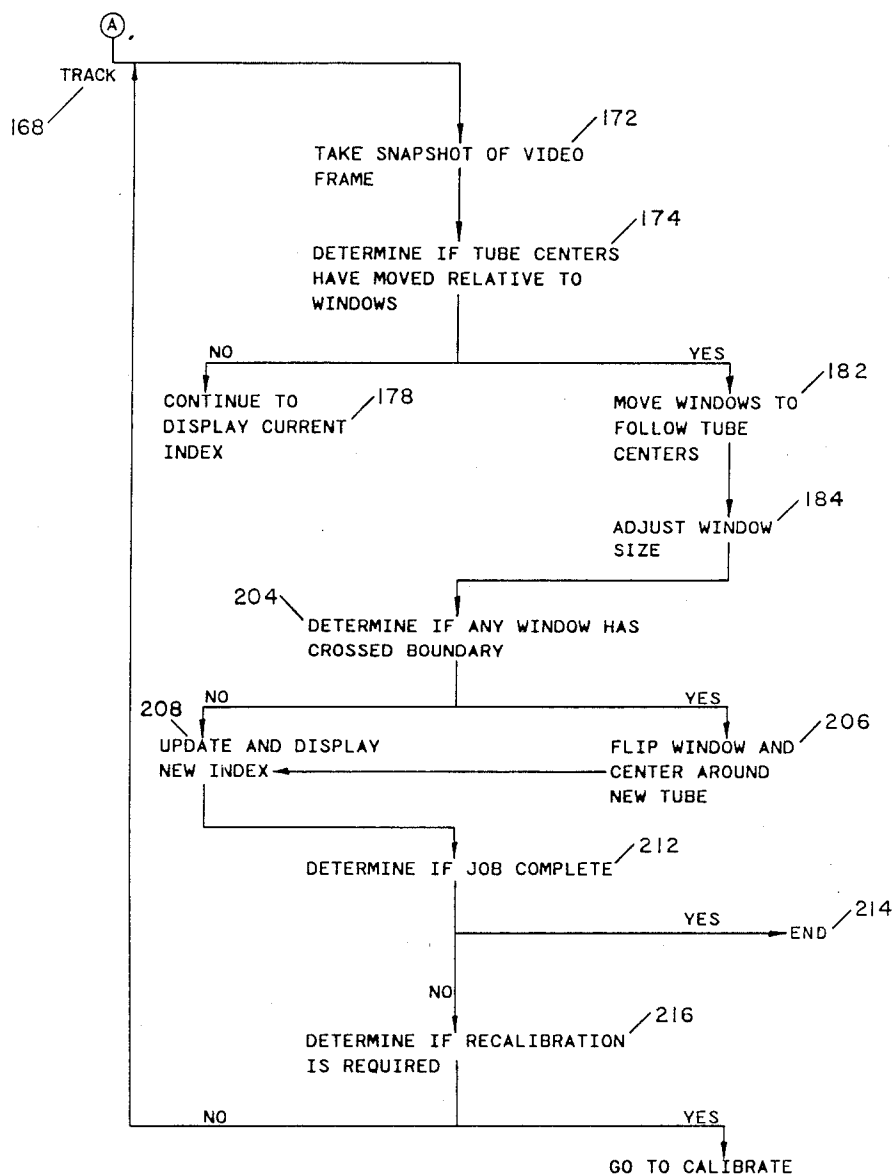 A
TRACK
168
172
TAKE SNAPSHOT OF VIDEO
FRAME
174
DETERMINE IF TUBE CENTERS
HAVE MOVED RELATIVE TO
WINDOWS
NO
YES
CONTINUE TO
DISPLAY CURRENT
INDEX
178
MOVE WINDOWS TO
FOLLOW TUBE
CENTERS
182
ADJUST WINDOW
SIZE
184
204
DETERMINE IF ANY WINDOW HAS
CROSSED BOUNDARY
NO
YES
208
UPDATE AND DISPLAY
NEW INDEX
FLIP WINDOW AND
CENTER AROUND
NEW TUBE
206
DETERMINE IF JOB COMPLETE
212
YES
END
214
NO
DETERMINE IF RECALIBRATION
IS REQUIRED
216
NO
YES
GO TO CALIBRATE